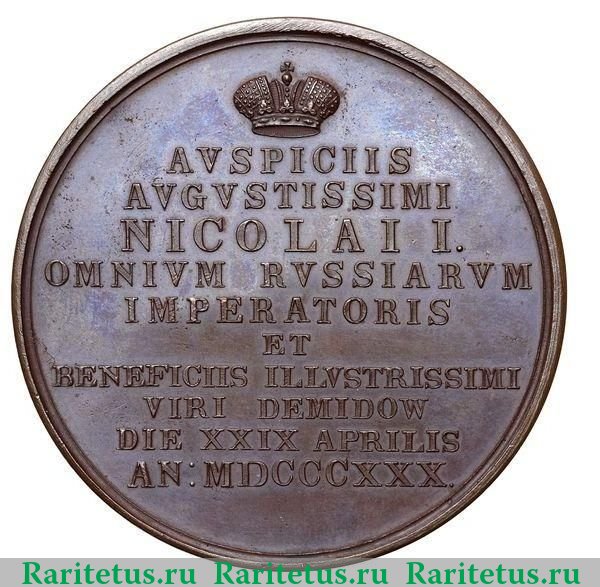 AVSPICIIS
AVGVSTISSIMI
NICOLAI I.
OMNIVM RVSSIARVM
IMPERATORIS
ET
BENEFICIIS ILLVSTRISSIMI
VIRI DEMIDOW
DIE XXIX APRILIS
AN: MDCCCXXX.
Raritetus.ru Raritetus.ru Raritetus.ru